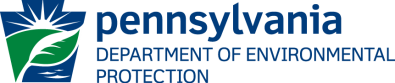 pennsylvania
DEPARTMENT OF ENVIRONMENTAL
PROTECTION